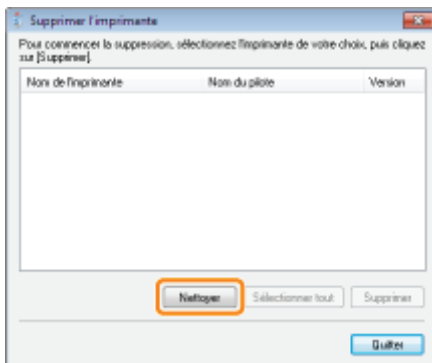 Supprimer l'imprimante
Pour commencer la suppression, sélectionnez l'imprimante de votre choix, puis cliquez
sur [Supprimer].
Nom de l'imprimante Nom du pilote Version
Nettoyer Sélectionner tout Supprimer
Quitter